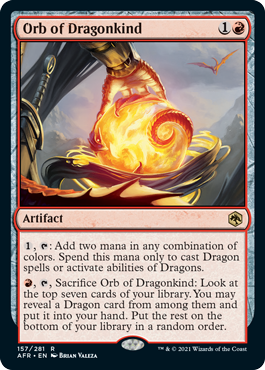 Orb of Dragonkind 1
Artifact
1, : Add two mana in any combination of
colors. Spend this mana only to cast Dragon
spells or activate abilities of Dragons.
, , Sacrifice Orb of Dragonkind: Look at
the top seven cards of your library. You may
reveal a Dragon card from among them and
put it into your hand. Put the rest on the
bottom of your library in a random order.
157/281 R
AFR • EN Brian Valeza
™ & © 2021 Wizards of the Coast